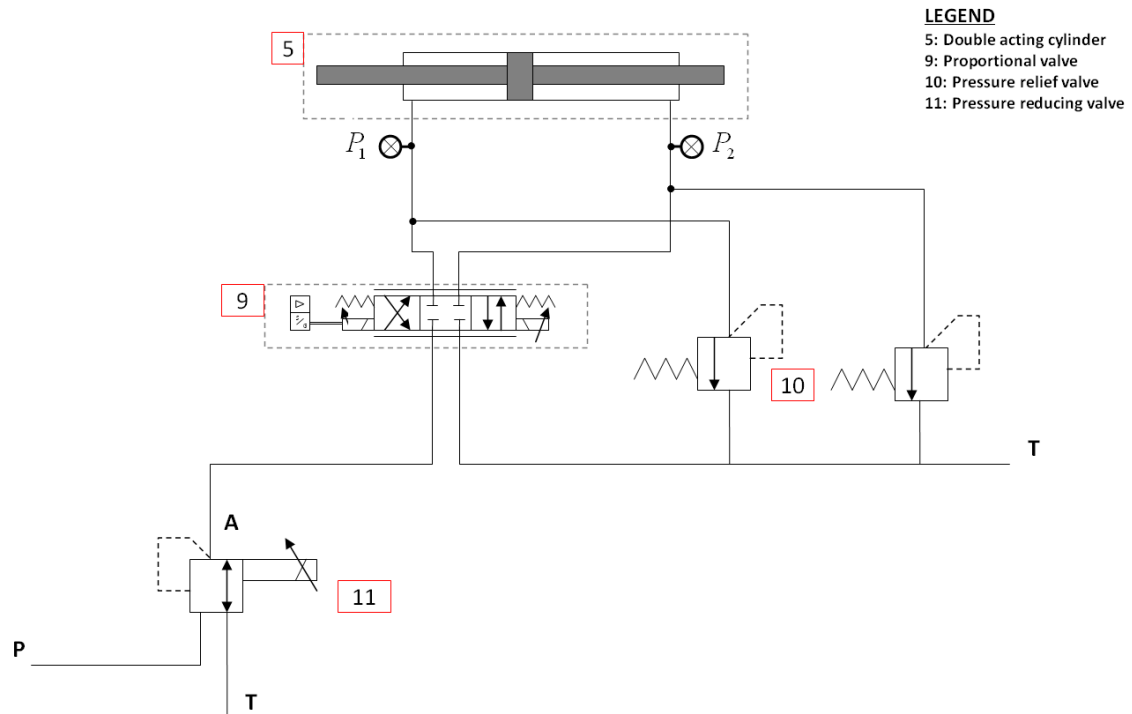 LEGEND
5: Double acting cylinder
9: Proportional valve
10: Pressure relief valve
11: Pressure reducing valve
5
P1
P2
9
10
T
A
11
P
T